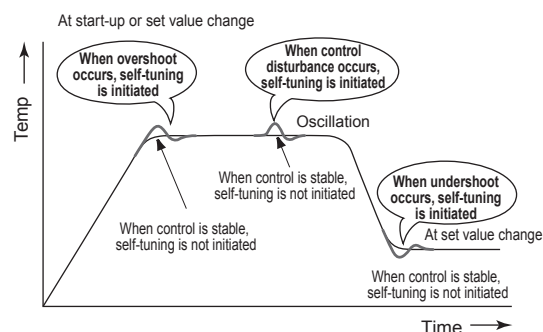 At start-up or set value change
When overshoot
occurs, self-tuning
is initiated
When control
disturbance occurs,
self-tuning is initiated
Temp
Oscillation
When control is stable,
self-tuning is not initiated
When control is stable,
self-tuning is not initiated
When undershoot
occurs, self-tuning
is initiated
At set value change
When control is stable,
self-tuning is not initiated
Time